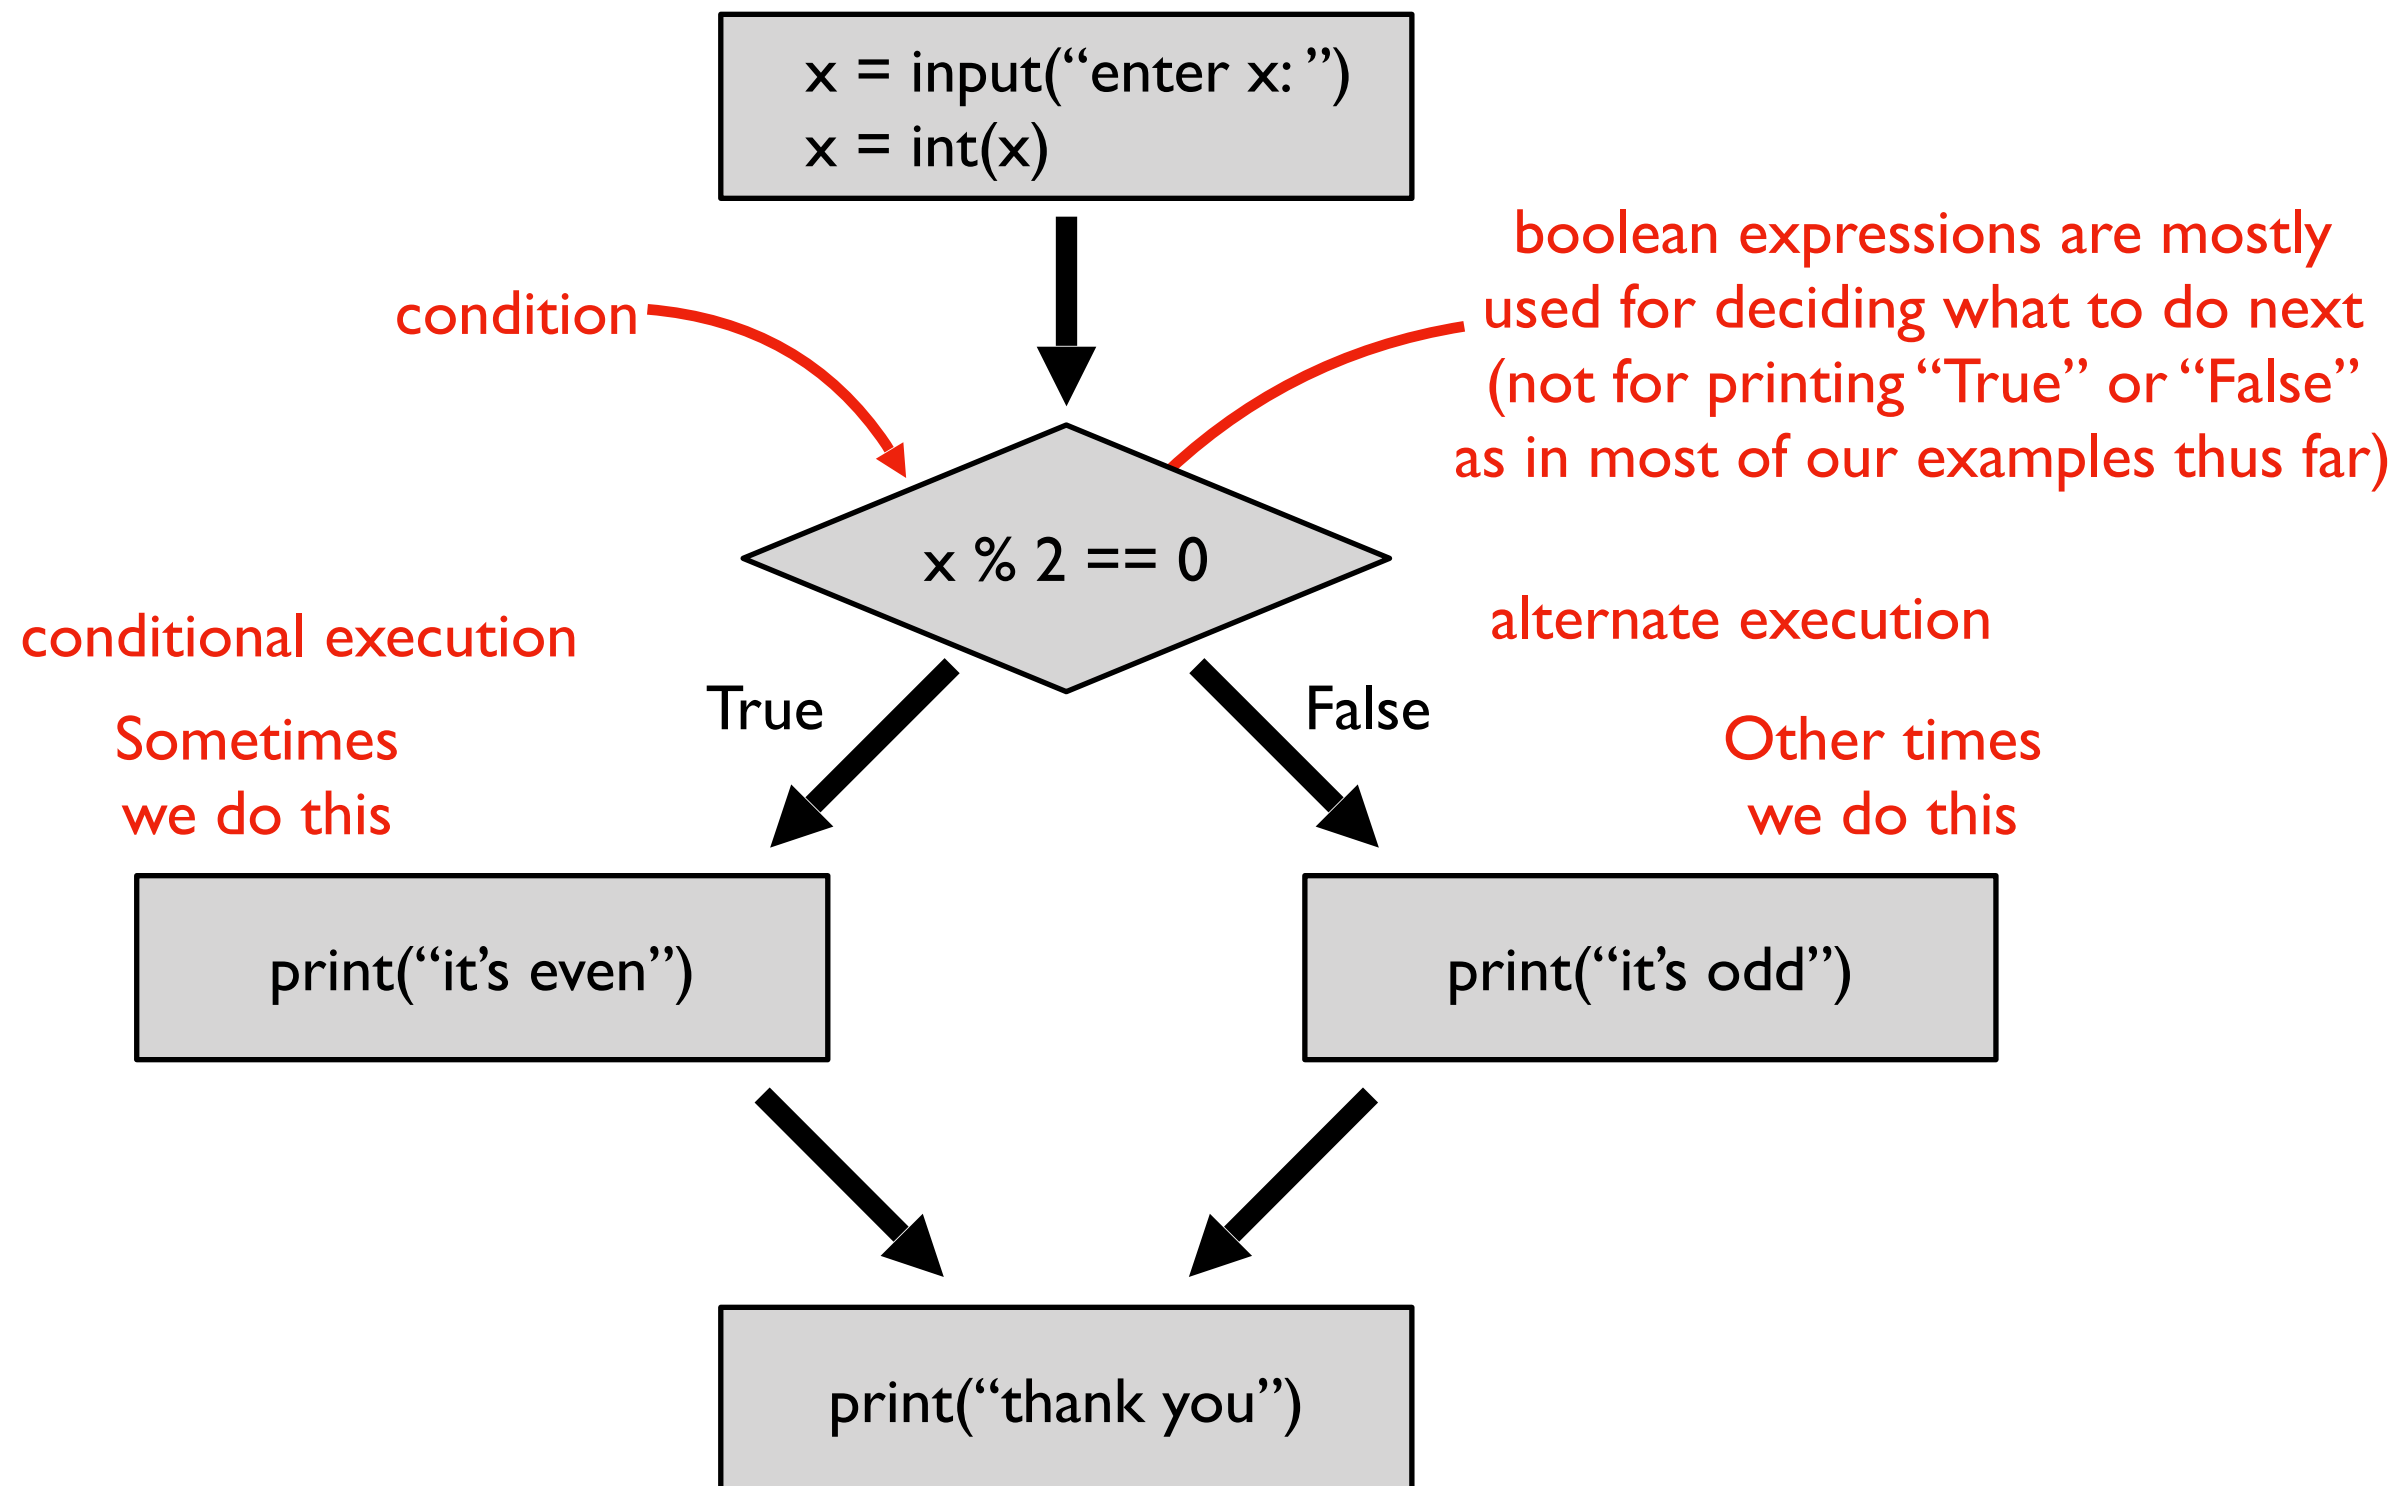 x = input(“enter x: ”)
x = int(x)
condition
boolean expressions are mostly
used for deciding what to do next
(not for printing “True” or “False”
as in most of our examples thus far)
x % 2 == 0
conditional execution
alternate execution
True
False
Sometimes
we do this
Other times
we do this
print(“it’s even”)
print(“it’s odd”)
print(“thank you”)